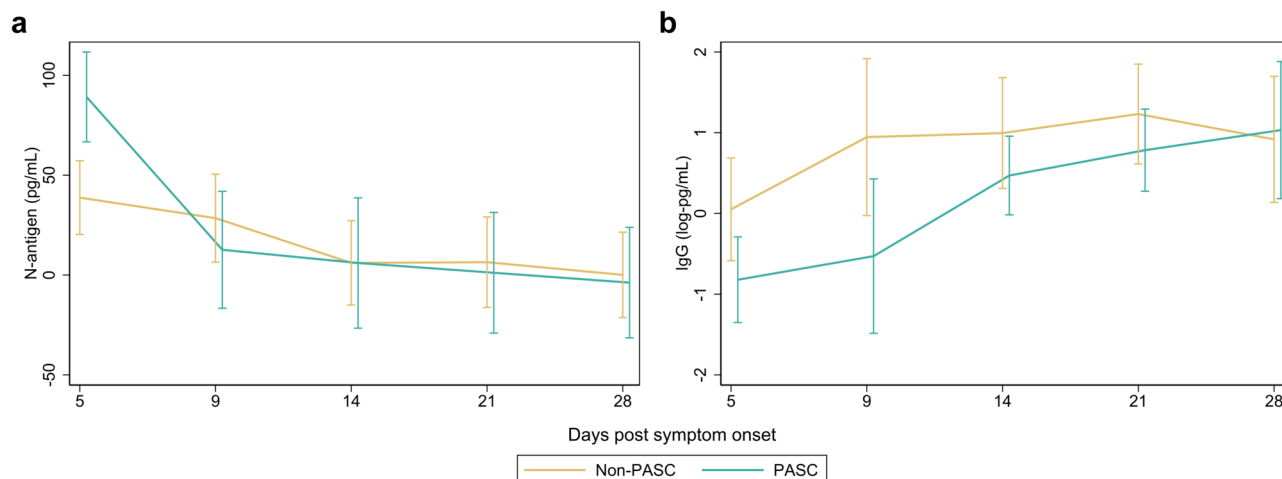 a
N-antigen (pg/mL)
100
50
0
-50
5 9 14 21 28
b
IgG (log-pg/mL)
2
1
0
-1
-2
5 9 14 21 28
Days post symptom onset
Non-PASC PASC